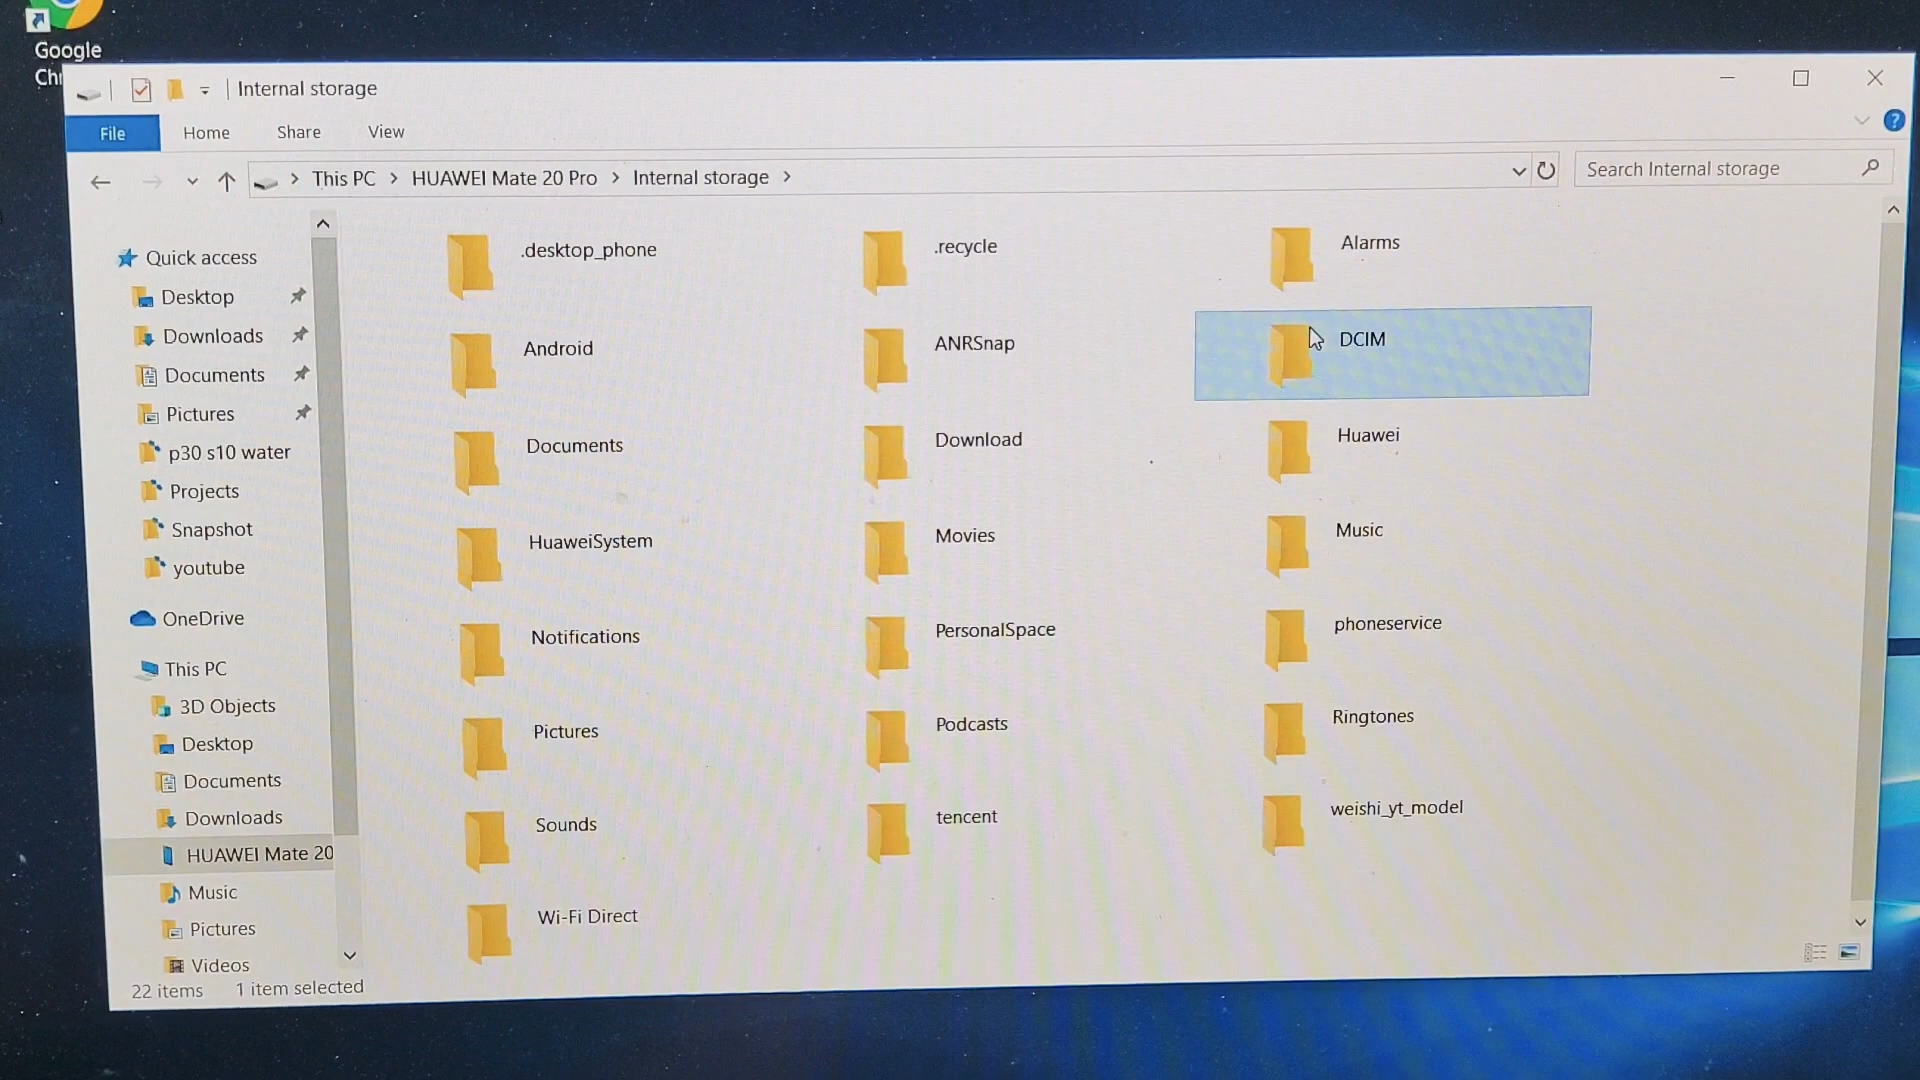 Google
Internal storage
File Home Share View
This PC HUAWEI Mate 20 Pro Internal storage
Search Internal storage
Quick access
Desktop
Downloads
Documents
Pictures
p30 s10 water
Projects
Snapshot
youtube
OneDrive
This PC
3D Objects
Desktop
Documents
Downloads
HUAWEI Mate 20
Music
Pictures
Videos
.desktop_phone .recycle Alarms
Android ANRSnap DCIM
Documents Download Huawei
HuaweiSystem Movies Music
Notifications PersonalSpace phoneservice
Pictures Podcasts Ringtones
Sounds tencent weishi_yt_model
Wi-Fi Direct
22 items 1 item selected